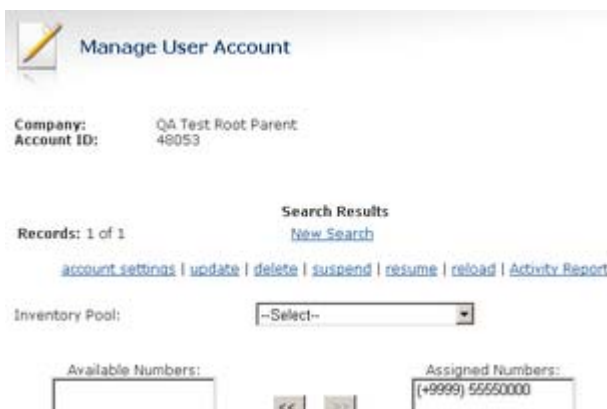 Manage User Account
Company: QA Test Root Parent
Account ID: 48053
Search Results
Records: 1 of 1 New Search
account settings | update | delete | suspend | resume | reload | Activity Report
Inventory Pool: --Select--
Available Numbers: Assigned Numbers:
<< >> (+9999) 55550000